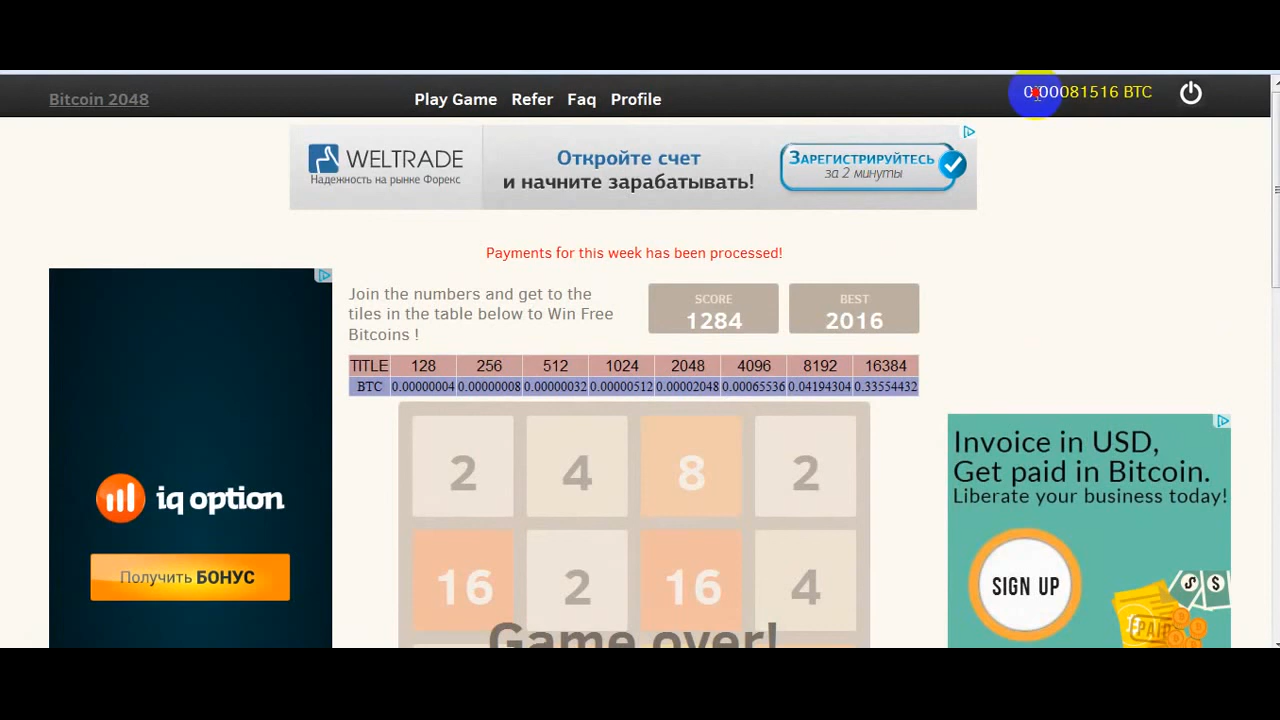 Bitcoin 2048
Play Game Refer Faq Profile
0.00081516 BTC
WELTRADE
Надежность на рынке Форекс
Откройте счет
и начните зарабатывать!
ЗАРЕГИСТРИРУЙТЕСЬ
за 2 минуты
Payments for this week has been processed!
Join the numbers and get to the
tiles in the table below to Win Free
Bitcoins !
SCORE
1284
BEST
2016
TITLE 128 256 512 1024 2048 4096 8192 16384
BTC 0.00000004 0.00000008 0.00000032 0.00000512 0.00002048 0.00065536 0.04194304 0.33554432
2 4 8 2
16 2 16 4
Game over!
iq option
Получить БОНУС
Invoice in USD,
Get paid in Bitcoin.
Liberate your business today!
SIGN UP
PAID